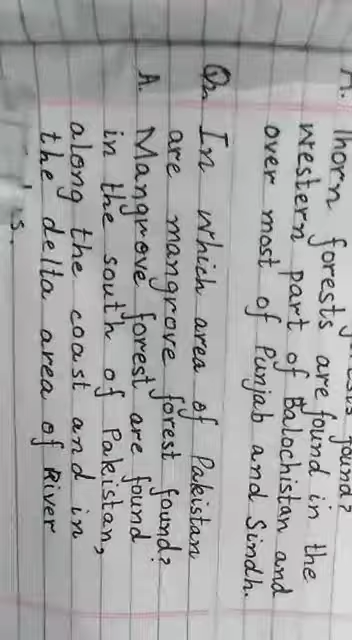 found?
A. Thorn forests are found in the
western part of Balochistan and
over most of Punjab and Sindh.
Q. In which area of Pakistan
are mangrove forest found?
A. Mangrove forest are found
in the south of Pakistan,
along the coast and in
the delta area of River
s.